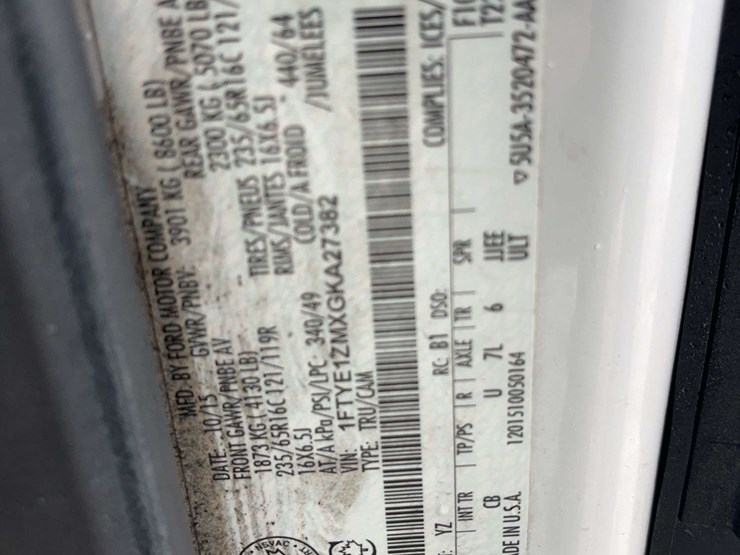 MFD. BY FORD MOTOR COMPANY
DATE: 10/15 GVWR/PNBV: 3901 KG ( 8600 LB)
FRONT GAWR/PNBE AV REAR GAWR/PNBE A
1873 KG ( 4130 LB) 2300 KG ( 5070 LB
235/65R16C 121/119R TIRES/PNEUS 235/65R16C 121/
16X6.5J RIMS/JANTES 16X6.5J
AT/A kPa/PSI/LPC 340/49 COLD/A FROID 440/64
VIN: 1FTYE1ZMXGKA27382 /JUMELEES
TYPE: TRU/CAM
YZ RC: B1 DSO: COMPLIES: ICES/
INT TR TP/PS R AXLE TR SPR
CB U 7L 6 JJEE
ADE IN U.S.A. 1201510050164 ULT ▽ 5U5A-3520472-AA